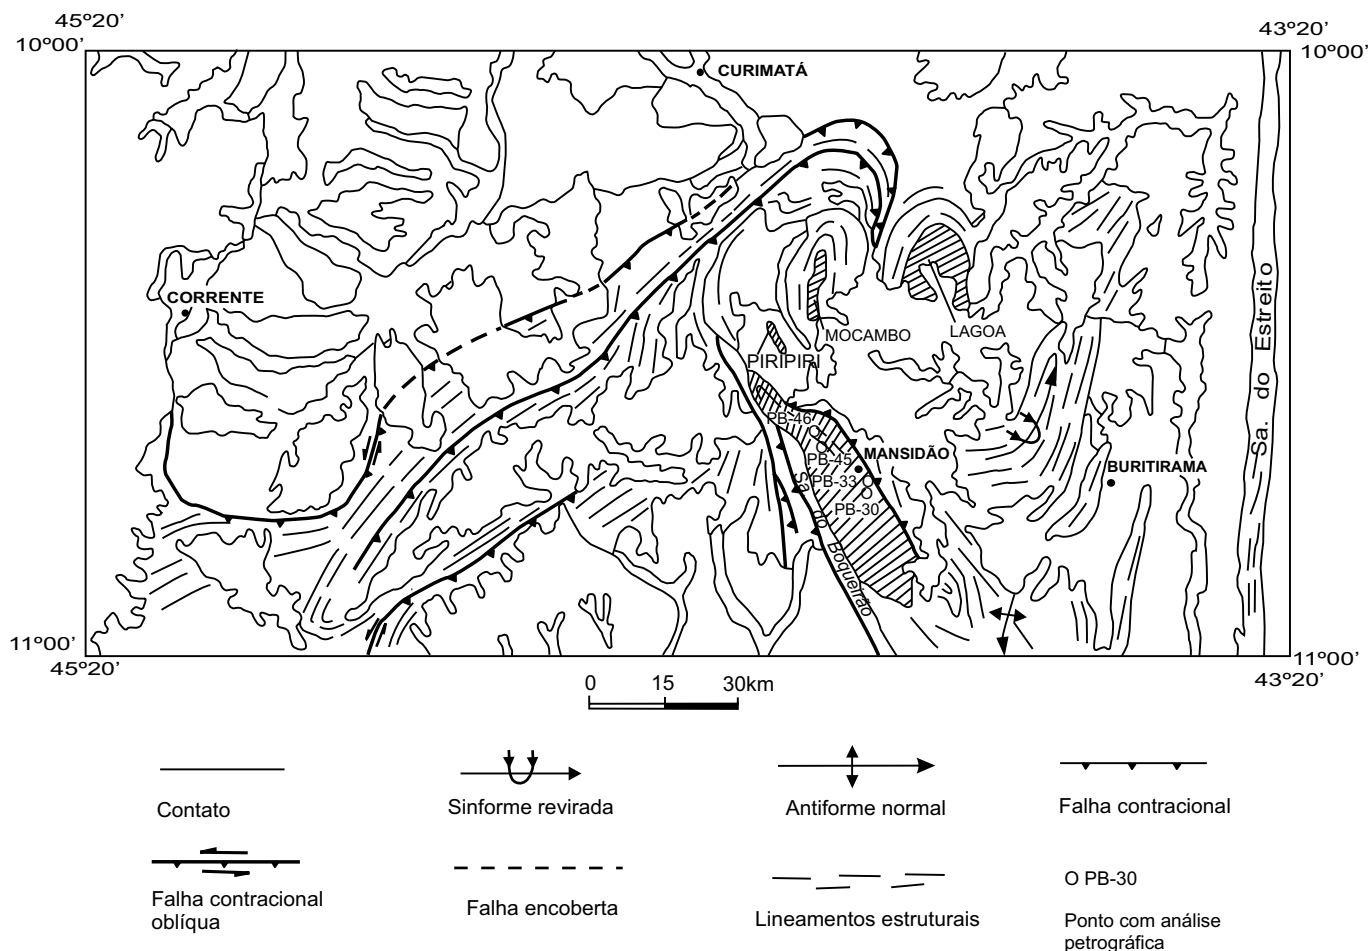 45º20'
43º20'
10º00'
10º00'
CURIMATÁ
CORRENTE
MOCAMBO
LAGOA
PIRIPIRI
PB-46
PB-45
MANSIDÃO
PB-33
PB-30
BURITIRAMA
Sa. do Boqueirão
Sa. do Estreito
11º00'
11º00'
45º20'
43º20'
0 15 30km
Contato
Sinforme revirada
Antiforme normal
Falha contracional
Falha contracional
oblíqua
Falha encoberta
Lineamentos estruturais
O PB-30
Ponto com análise
petrográfica